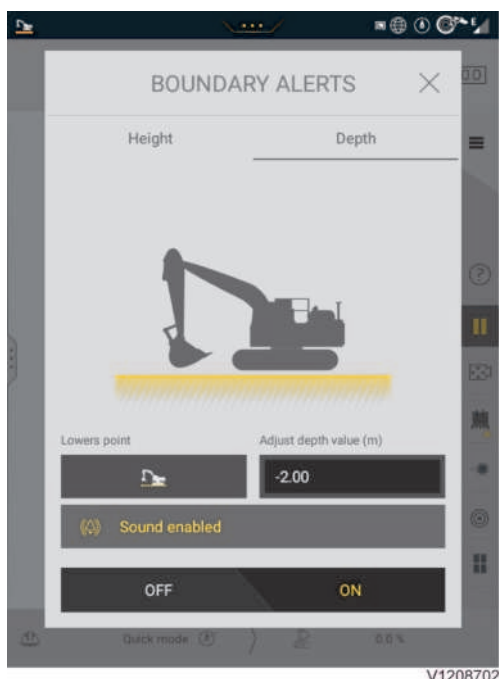 BOUNDARY ALERTS
Height Depth
Lowers point Adjust depth value (m)
-2.00
Sound enabled
OFF ON
Quick mode 0.0 %
V1208702